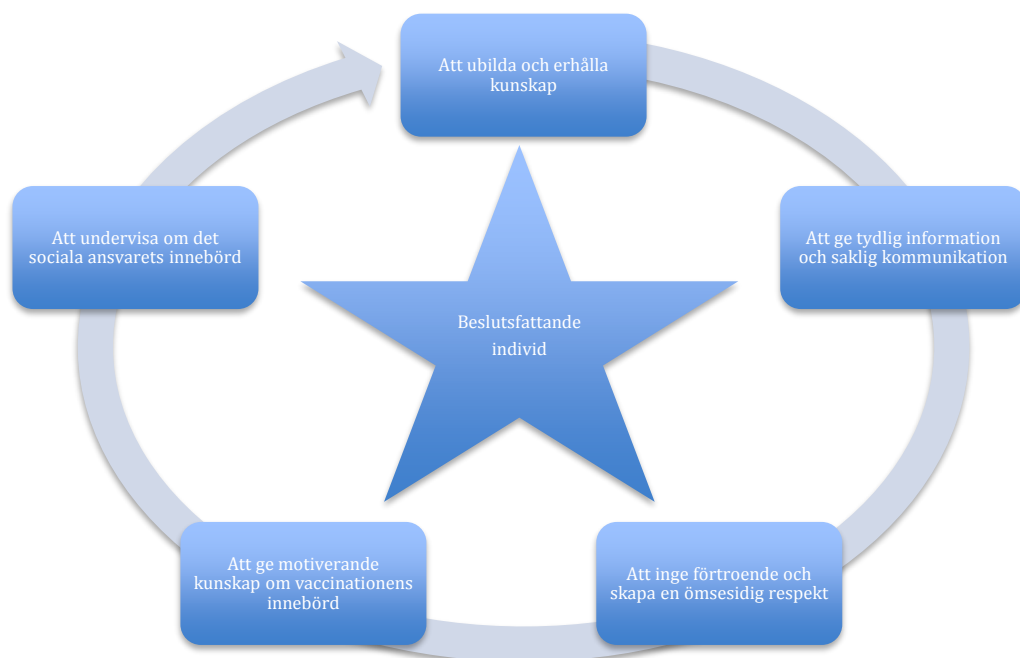 Att ubilda och erhålla
kunskap
Att ge tydlig information
och saklig kommunikation
Att inge förtroende och
skapa en ömsesidig respekt
Att ge motiverande
kunskap om vaccinationens
innebörd
Att undervisa om det
sociala ansvarets innebörd
Beslutsfattande
individ